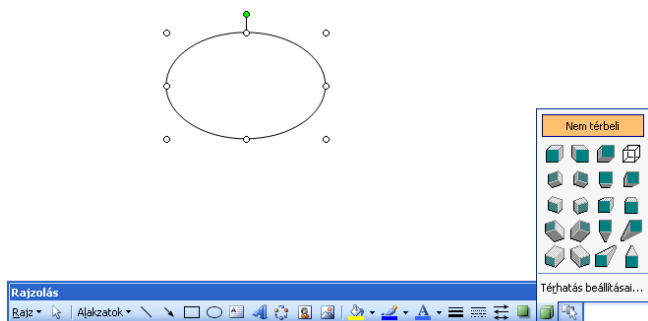 Nem térbeli
Térhatás beállításai...
Rajzolás
Rajz
Alakzatok
A